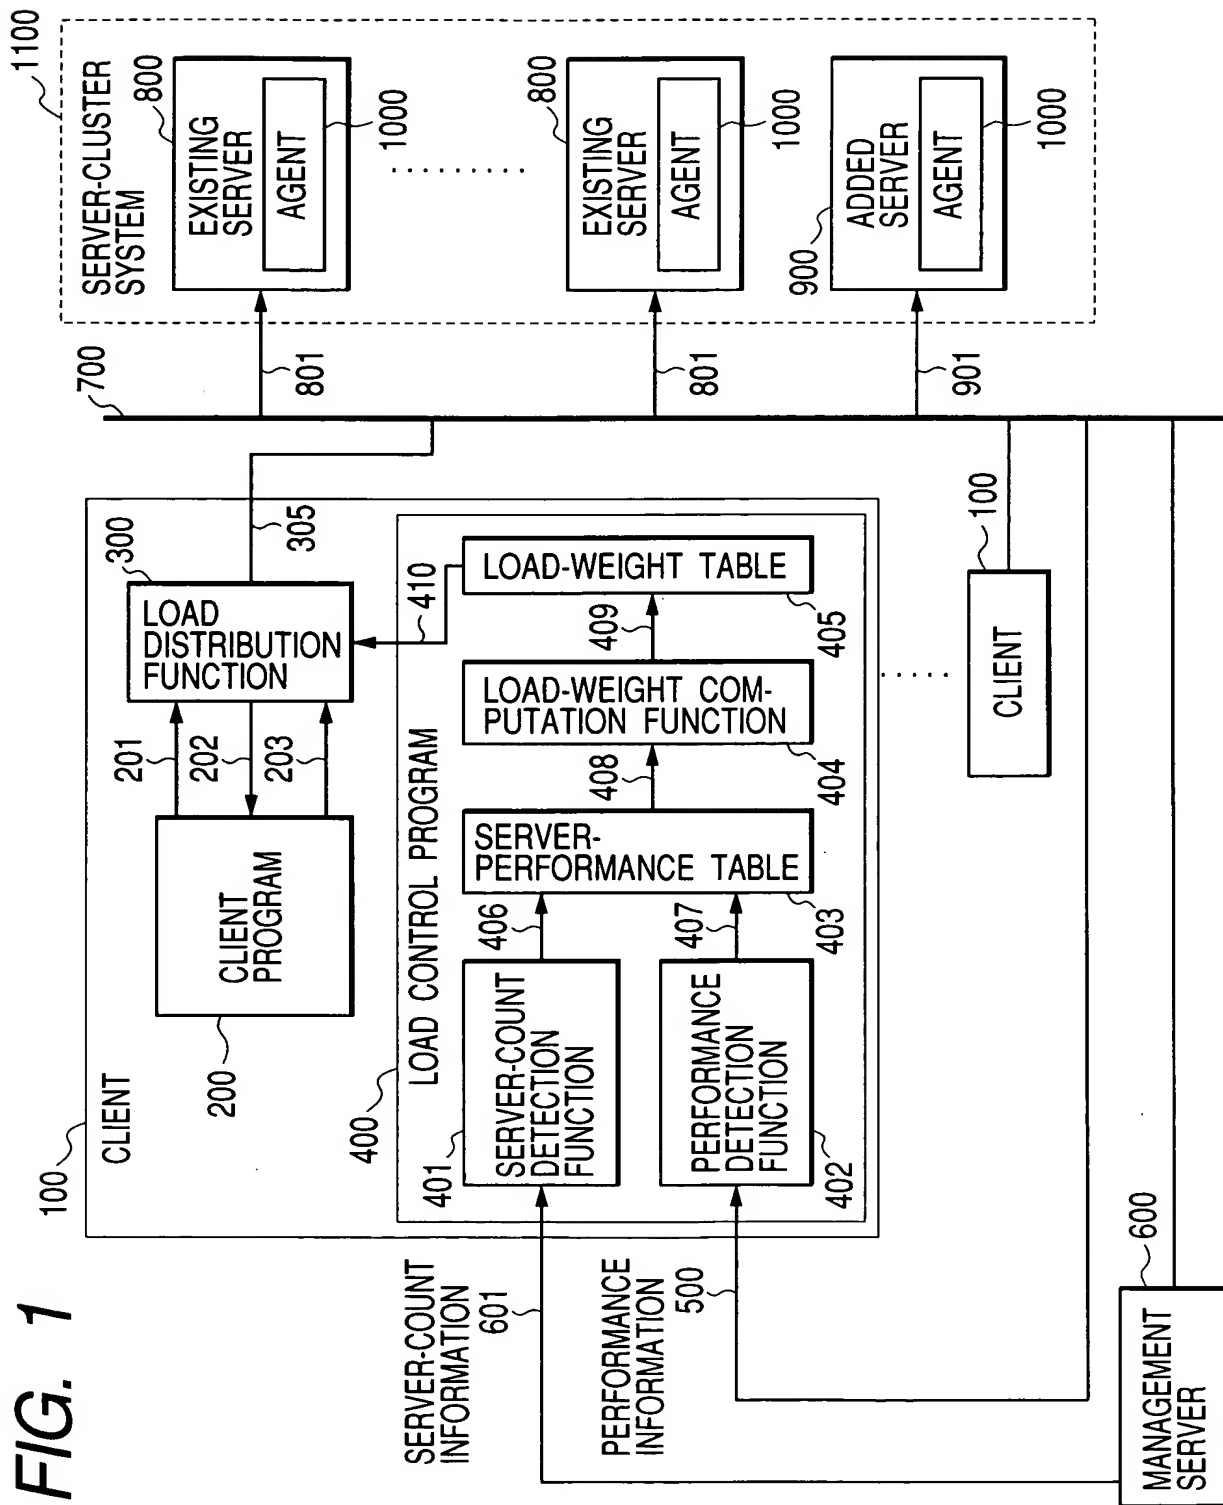 FIG. 1
100
CLIENT
200
CLIENT
PROGRAM
201
202
203
300
LOAD
DISTRIBUTION
FUNCTION
305
400
LOAD CONTROL PROGRAM
401
SERVER-COUNT
DETECTION
FUNCTION
406
PERFORMANCE
DETECTION
FUNCTION
402
407
SERVER-
PERFORMANCE TABLE
403
408
LOAD-WEIGHT COM-
PUTATION FUNCTION
404
409
LOAD-WEIGHT TABLE
405
410
SERVER-COUNT
INFORMATION
601
PERFORMANCE
INFORMATION
500
MANAGEMENT
SERVER
600
CLIENT
100
700
801
801
901
1100
SERVER-CLUSTER
SYSTEM
800
EXISTING
SERVER
AGENT
1000
800
EXISTING
SERVER
AGENT
1000
900
ADDED
SERVER
AGENT
1000